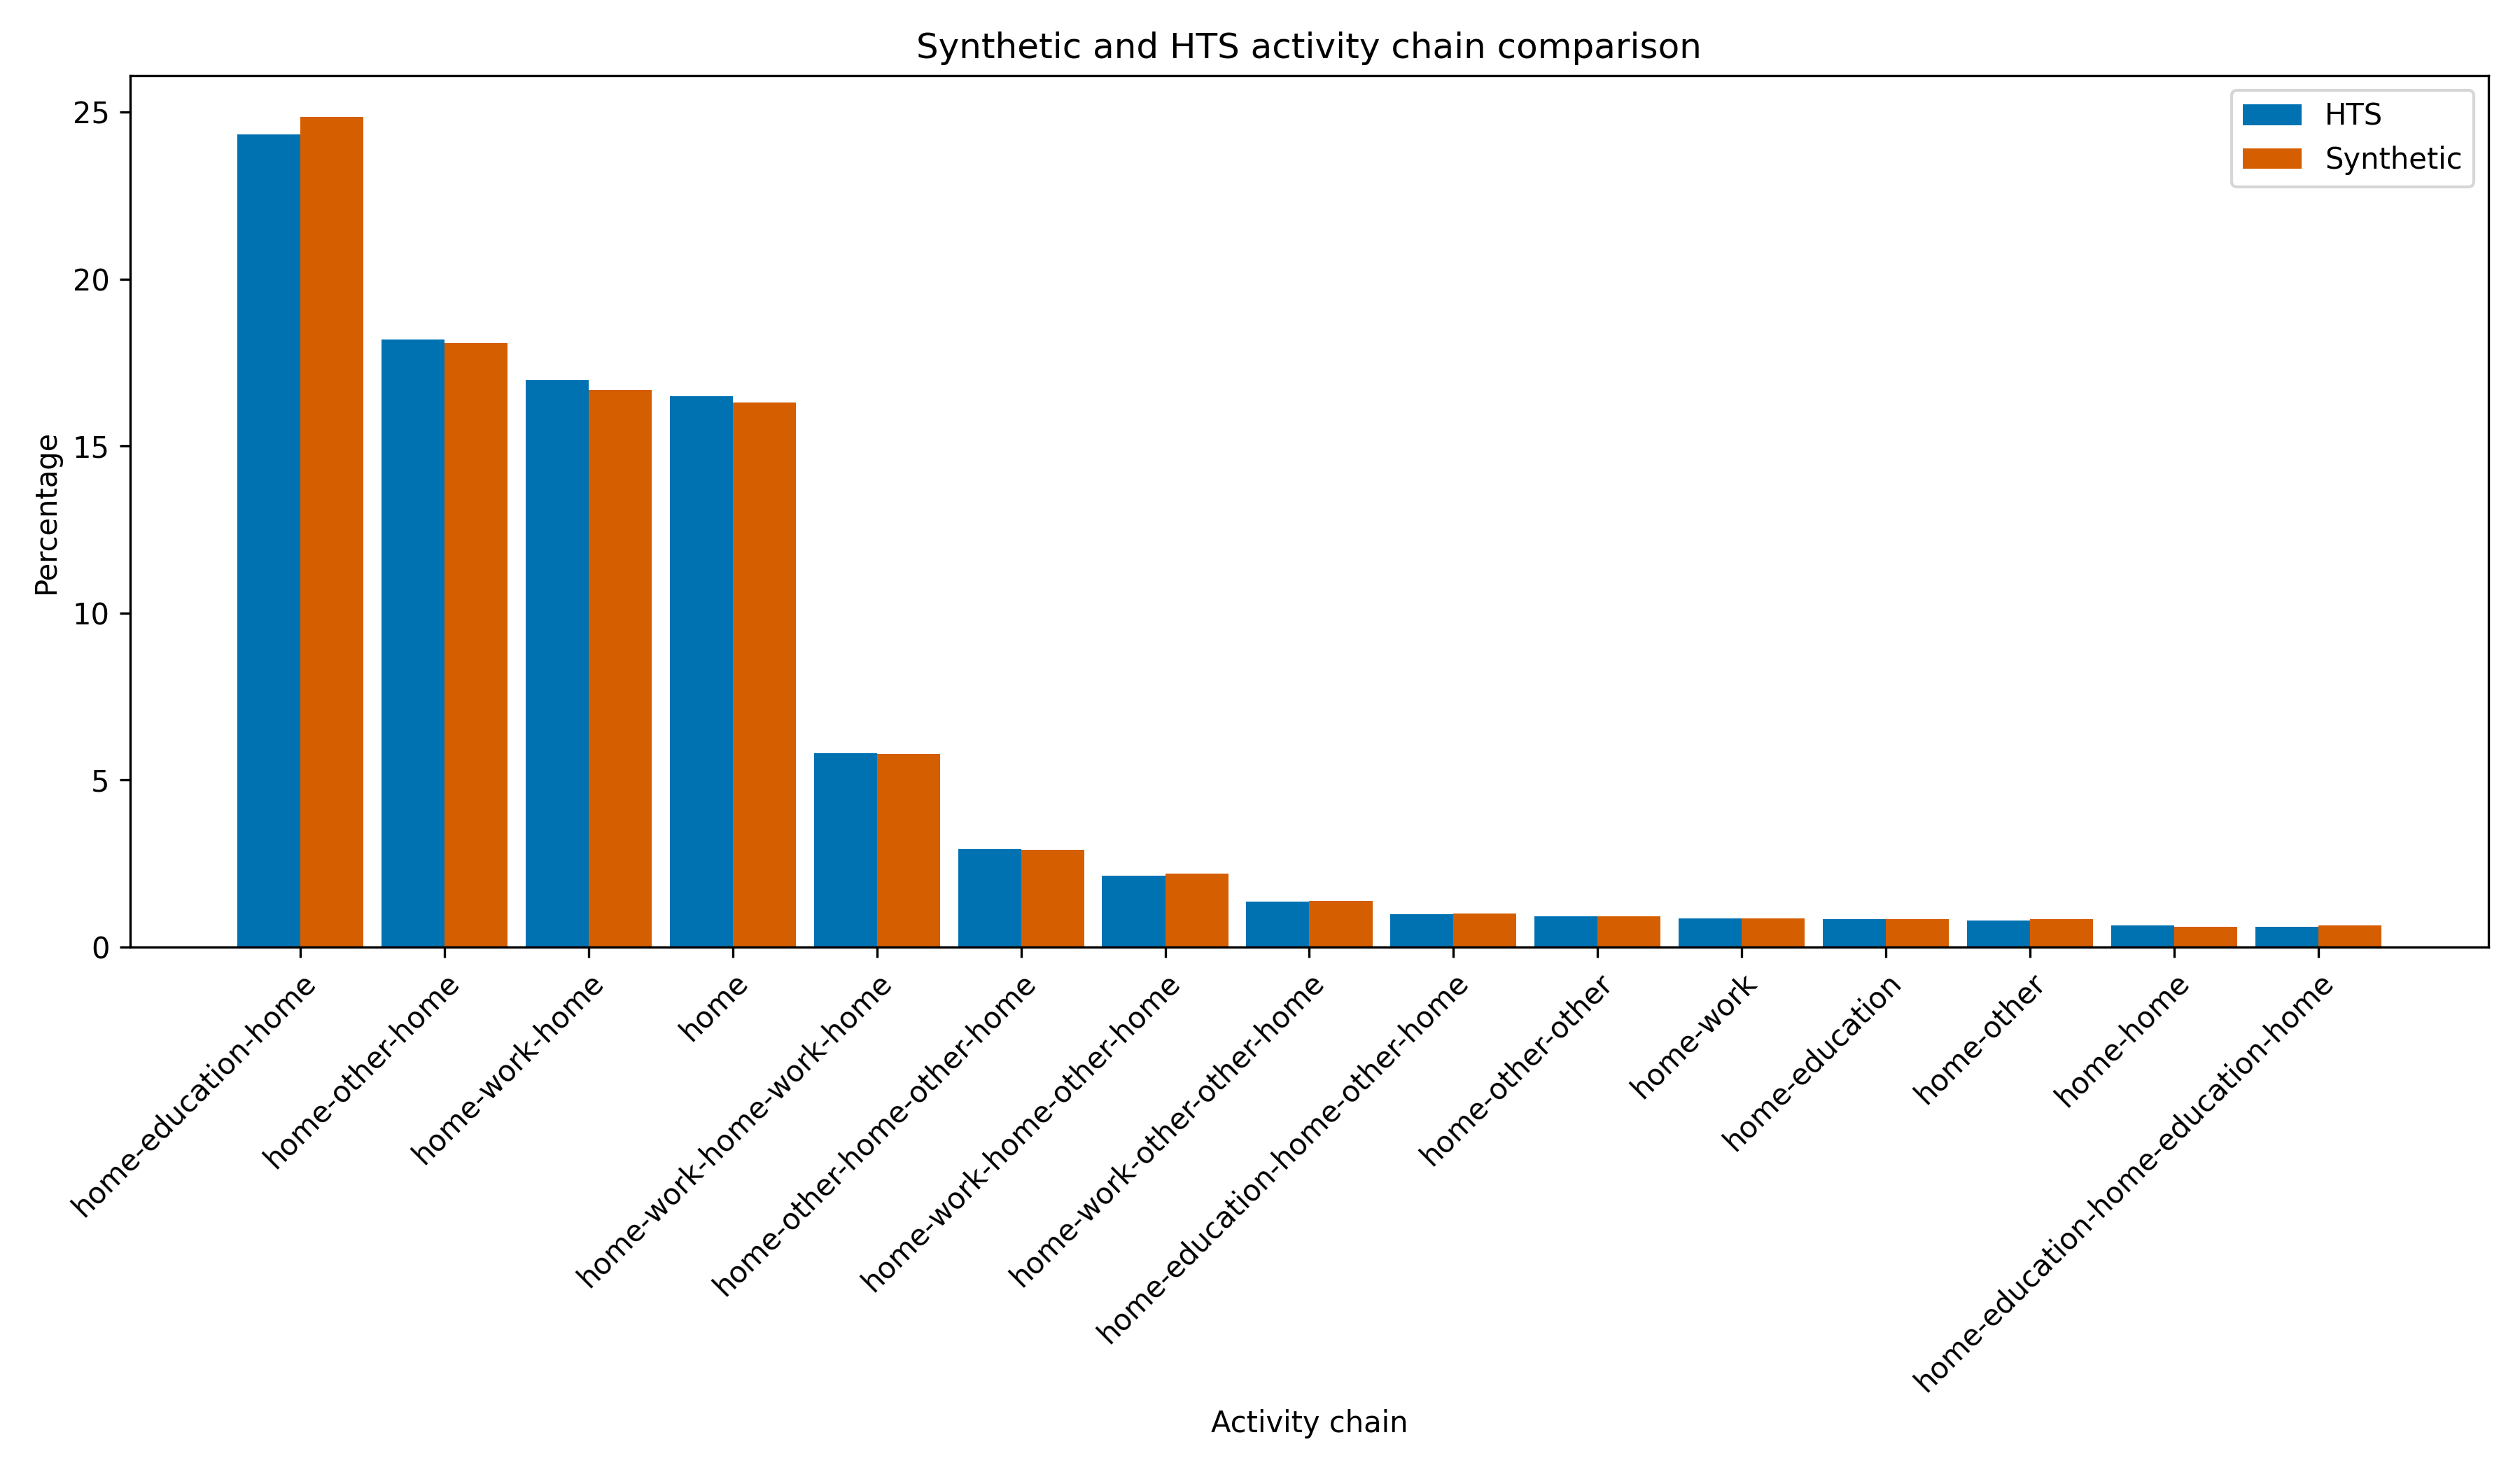 Synthetic and HTS activity chain comparison
HTS
Synthetic
Percentage
25
20
15
10
5
0
home-education-home
home-other-home
home-work-home
home
home-work-home-work-home
home-other-home-other-home
home-work-home-other-home
home-work-other-other-home
home-education-home-other-home
home-other-other
home-work
home-education
home-other
home-home
home-education-home-education-home
Activity chain